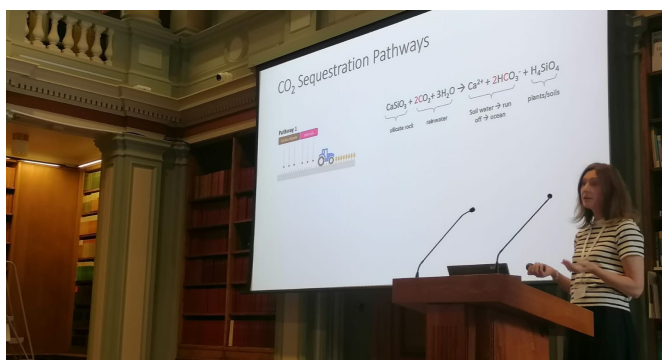 CO₂ Sequestration Pathways
CaSiO₃ + 2CO₂ + 3H₂O → Ca²⁺ + 2HCO₃⁻ + H₄SiO₄
silicate rock
rainwater
Soil water → run
off → ocean
plants/soils
Pathway 1